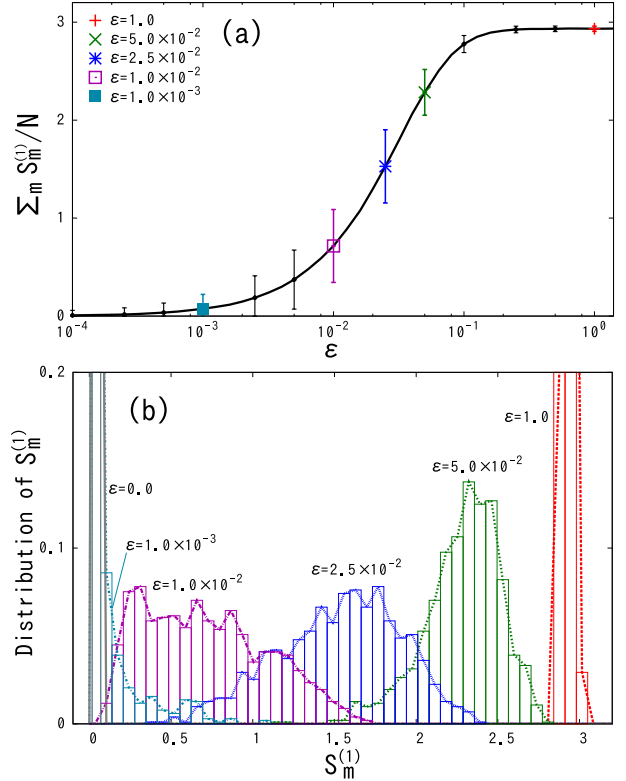 (a)
ε=1.0
ε=5.0×10⁻²
ε=2.5×10⁻²
ε=1.0×10⁻²
ε=1.0×10⁻³
Σₘ Sₘ⁽¹⁾/N
3
2
1
0
10⁻⁴ 10⁻³ 10⁻² 10⁻¹ 10⁰
ε
(b)
Distribution of Sₘ⁽¹⁾
0.2
0.1
0
ε=1.0
ε=5.0×10⁻²
ε=0.0
ε=1.0×10⁻³
ε=2.5×10⁻²
ε=1.0×10⁻²
0 0.5 1 1.5 2 2.5 3
Sₘ⁽¹⁾